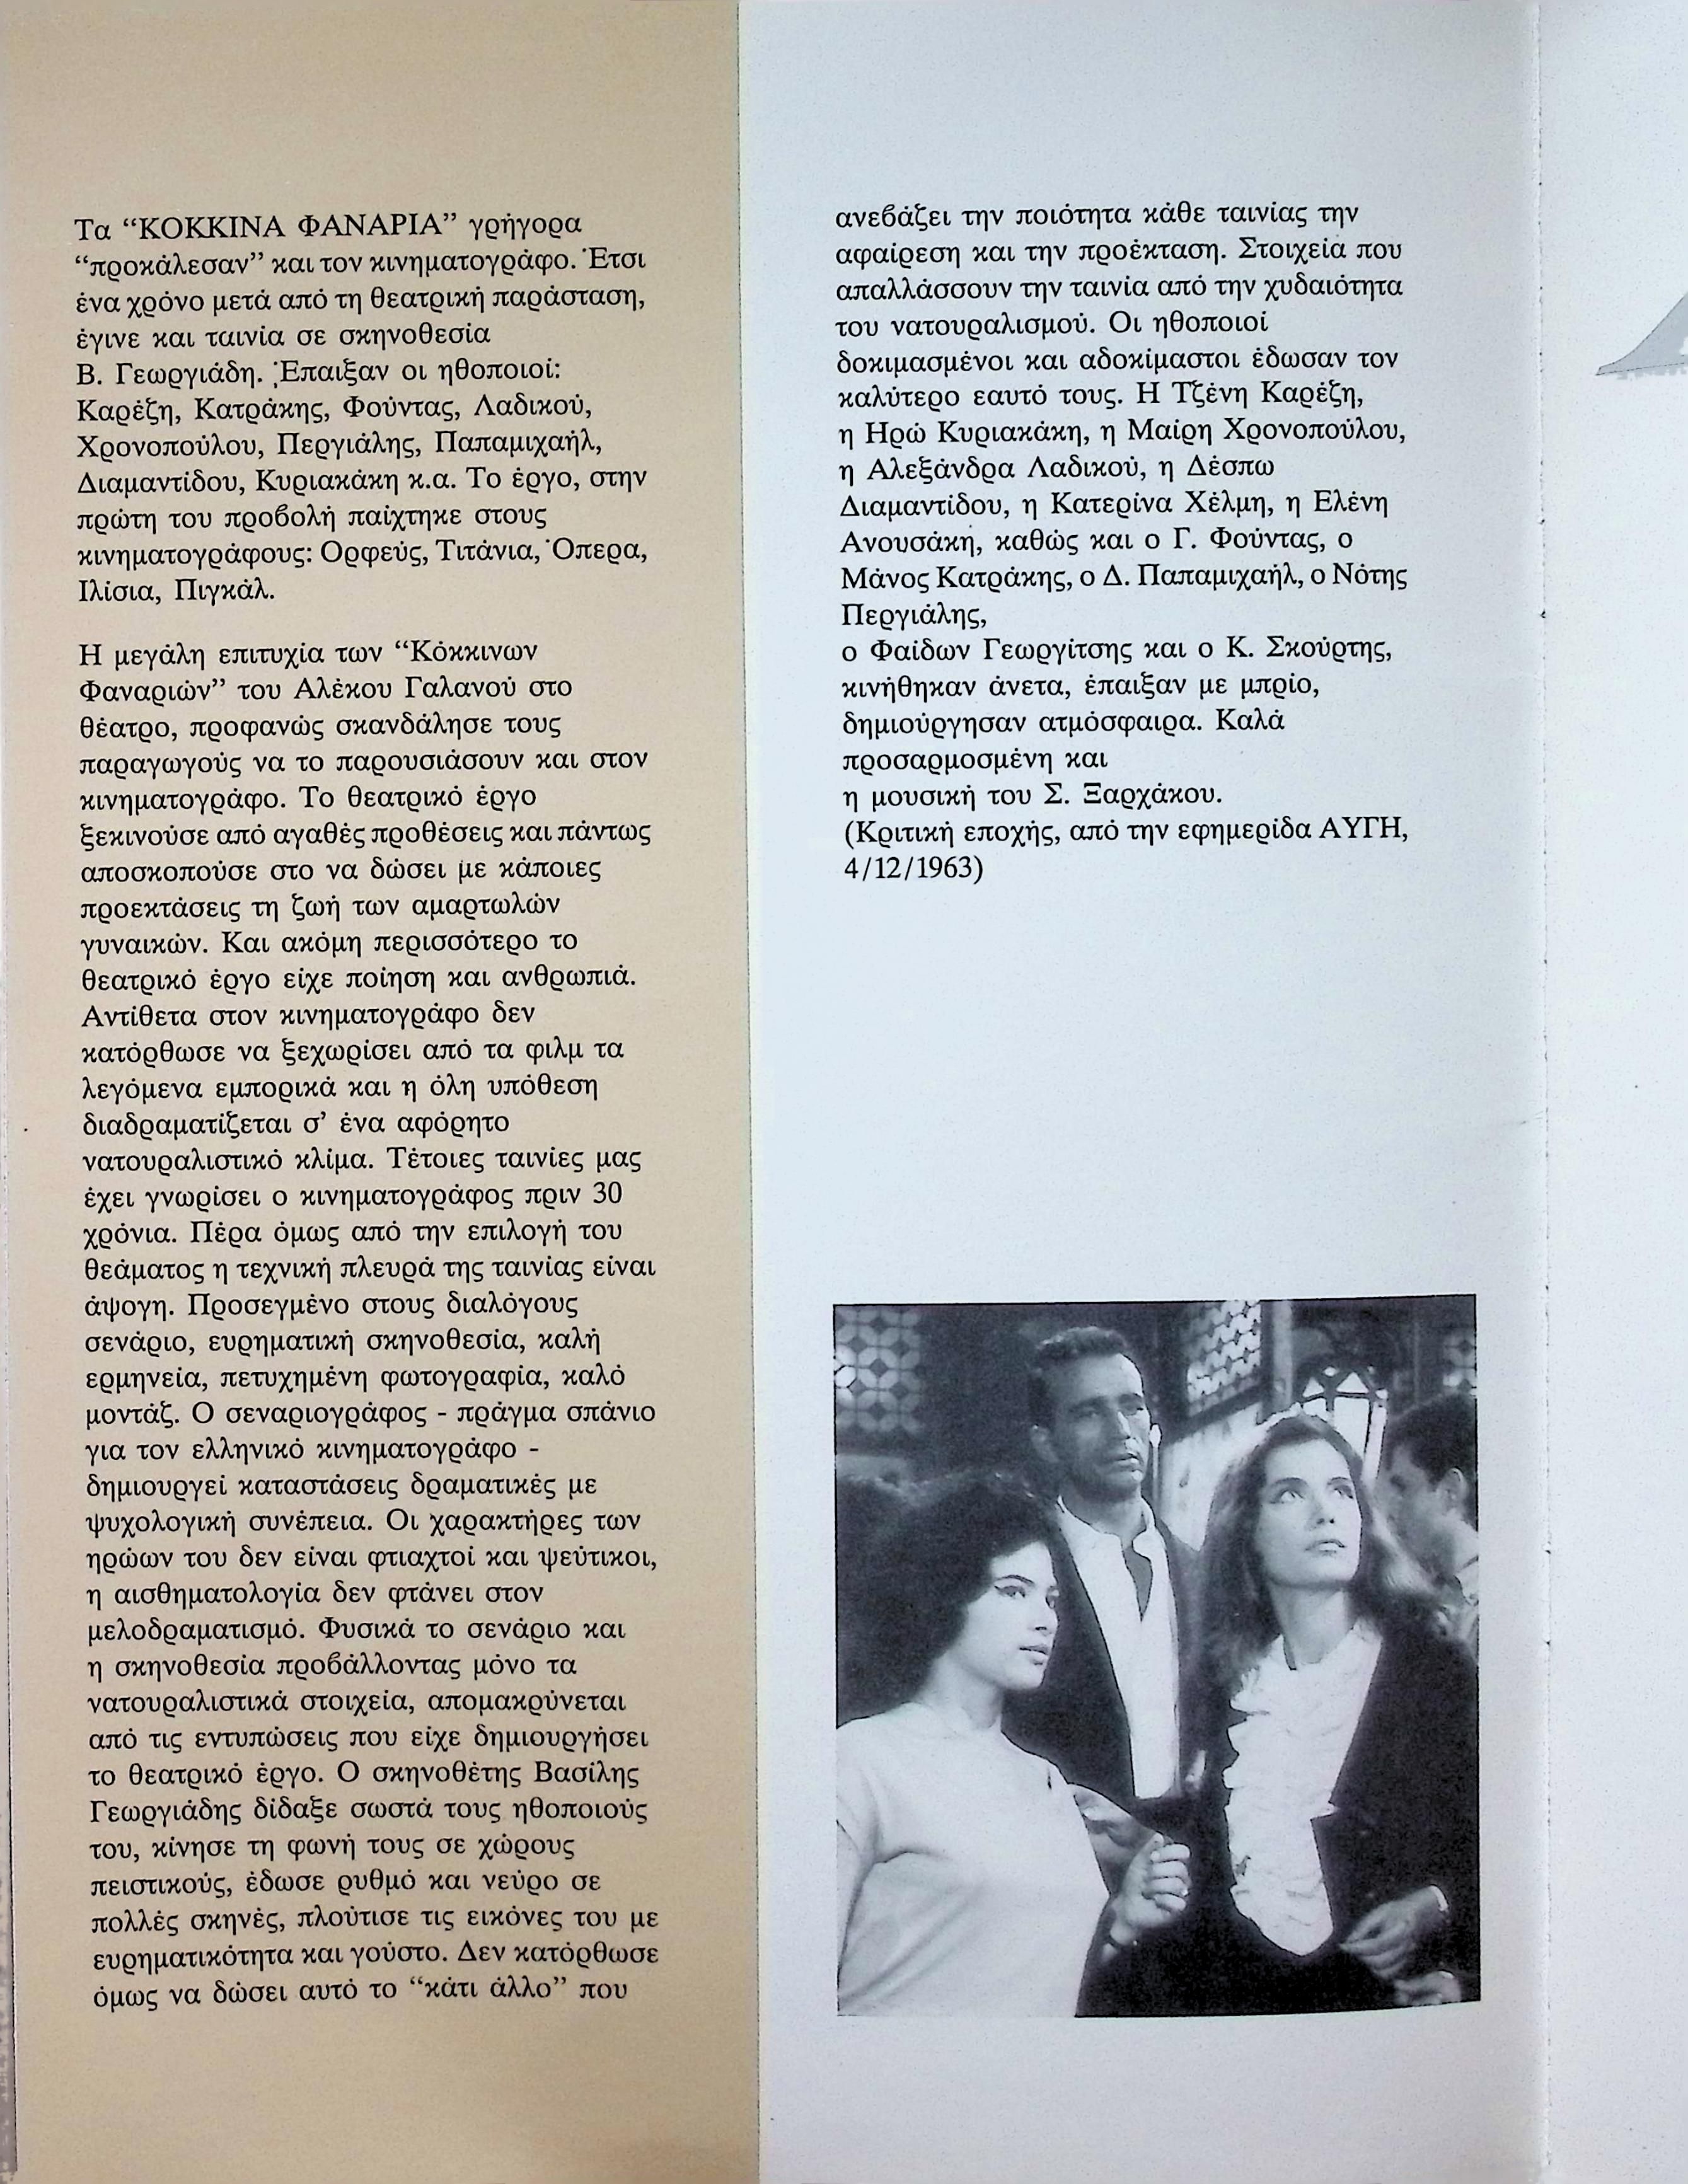 Τα “ΚΟΚΚΙΝΑ ΦΑΝΑΡΙΑ” γρήγορα
“προκάλεσαν” και τον κινηματογράφο. Έτσι
ένα χρόνο μετά από τη θεατρική παράσταση,
έγινε και ταινία σε σκηνοθεσία
Β. Γεωργιάδη. Έπαιξαν οι ηθοποιοί:
Καρέζη, Κατράκης, Φούντας, Λαδικού,
Χρονοπούλου, Περγιάλης, Παπαμιχαήλ,
Διαμαντίδου, Κυριακάκη κ.α. Το έργο, στην
πρώτη του προβολή παίχτηκε στους
κινηματογράφους: Ορφεύς, Τιτάνια, Όπερα,
Ιλίσια, Πιγκάλ.
Η μεγάλη επιτυχία των “Κόκκινων
Φαναριών” του Αλέκου Γαλανού στο
θέατρο, προφανώς σκανδάλησε τους
παραγωγούς να το παρουσιάσουν και στον
κινηματογράφο. Το θεατρικό έργο
ξεκινούσε από αγαθές προθέσεις και πάντως
αποσκοπούσε στο να δώσει με κάποιες
προεκτάσεις τη ζωή των αμαρτωλών
γυναικών. Και ακόμη περισσότερο το
θεατρικό έργο είχε ποίηση και ανθρωπιά.
Αντίθετα στον κινηματογράφο δεν
κατόρθωσε να ξεχωρίσει από τα φιλμ τα
λεγόμενα εμπορικά και η όλη υπόθεση
διαδραματίζεται σ’ ένα αφόρητο
νατουραλιστικό κλίμα. Τέτοιες ταινίες μας
έχει γνωρίσει ο κινηματογράφος πριν 30
χρόνια. Πέρα όμως από την επιλογή του
θεάματος η τεχνική πλευρά της ταινίας είναι
άψογη. Προσεγμένο στους διαλόγους
σενάριο, ευρηματική σκηνοθεσία, καλή
ερμηνεία, πετυχημένη φωτογραφία, καλό
μοντάζ. Ο σεναριογράφος - πράγμα σπάνιο
για τον ελληνικό κινηματογράφο -
δημιουργεί καταστάσεις δραματικές με
ψυχολογική συνέπεια. Οι χαρακτήρες των
ηρώων του δεν είναι φτιαχτοί και ψεύτικοι,
η αισθηματολογία δεν φτάνει στον
μελοδραματισμό. Φυσικά το σενάριο και
η σκηνοθεσία προβάλλοντας μόνο τα
νατουραλιστικά στοιχεία, απομακρύνεται
από τις εντυπώσεις που είχε δημιουργήσει
το θεατρικό έργο. Ο σκηνοθέτης Βασίλης
Γεωργιάδης δίδαξε σωστά τους ηθοποιούς
του, κίνησε τη φωνή τους σε χώρους
πειστικούς, έδωσε ρυθμό και νεύρο σε
πολλές σκηνές, πλούτισε τις εικόνες του με
ευρηματικότητα και γούστο. Δεν κατόρθωσε
όμως να δώσει αυτό το “κάτι άλλο” που
ανεβάζει την ποιότητα κάθε ταινίας την
αφαίρεση και την προέκταση. Στοιχεία που
απαλλάσσουν την ταινία από την χυδαιότητα
του νατουραλισμού. Οι ηθοποιοί
δοκιμασμένοι και αδοκίμαστοι έδωσαν τον
καλύτερο εαυτό τους. Η Τζένη Καρέζη,
η Ηρώ Κυριακάκη, η Μαίρη Χρονοπούλου,
η Αλεξάνδρα Λαδικού, η Δέσπω
Διαμαντίδου, η Κατερίνα Χέλμη, η Ελένη
Ανουσάκη, καθώς και ο Γ. Φούντας, ο
Μάνος Κατράκης, ο Δ. Παπαμιχαήλ, ο Νότης
Περγιάλης,
ο Φαίδων Γεωργίτσης και ο Κ. Σκούρτης,
κινήθηκαν άνετα, έπαιξαν με μπρίο,
δημιούργησαν ατμόσφαιρα. Καλά
προσαρμοσμένη και
η μουσική του Σ. Ξαρχάκου.
(Κριτική εποχής, από την εφημερίδα ΑΥΓΗ,
4/12/1963)